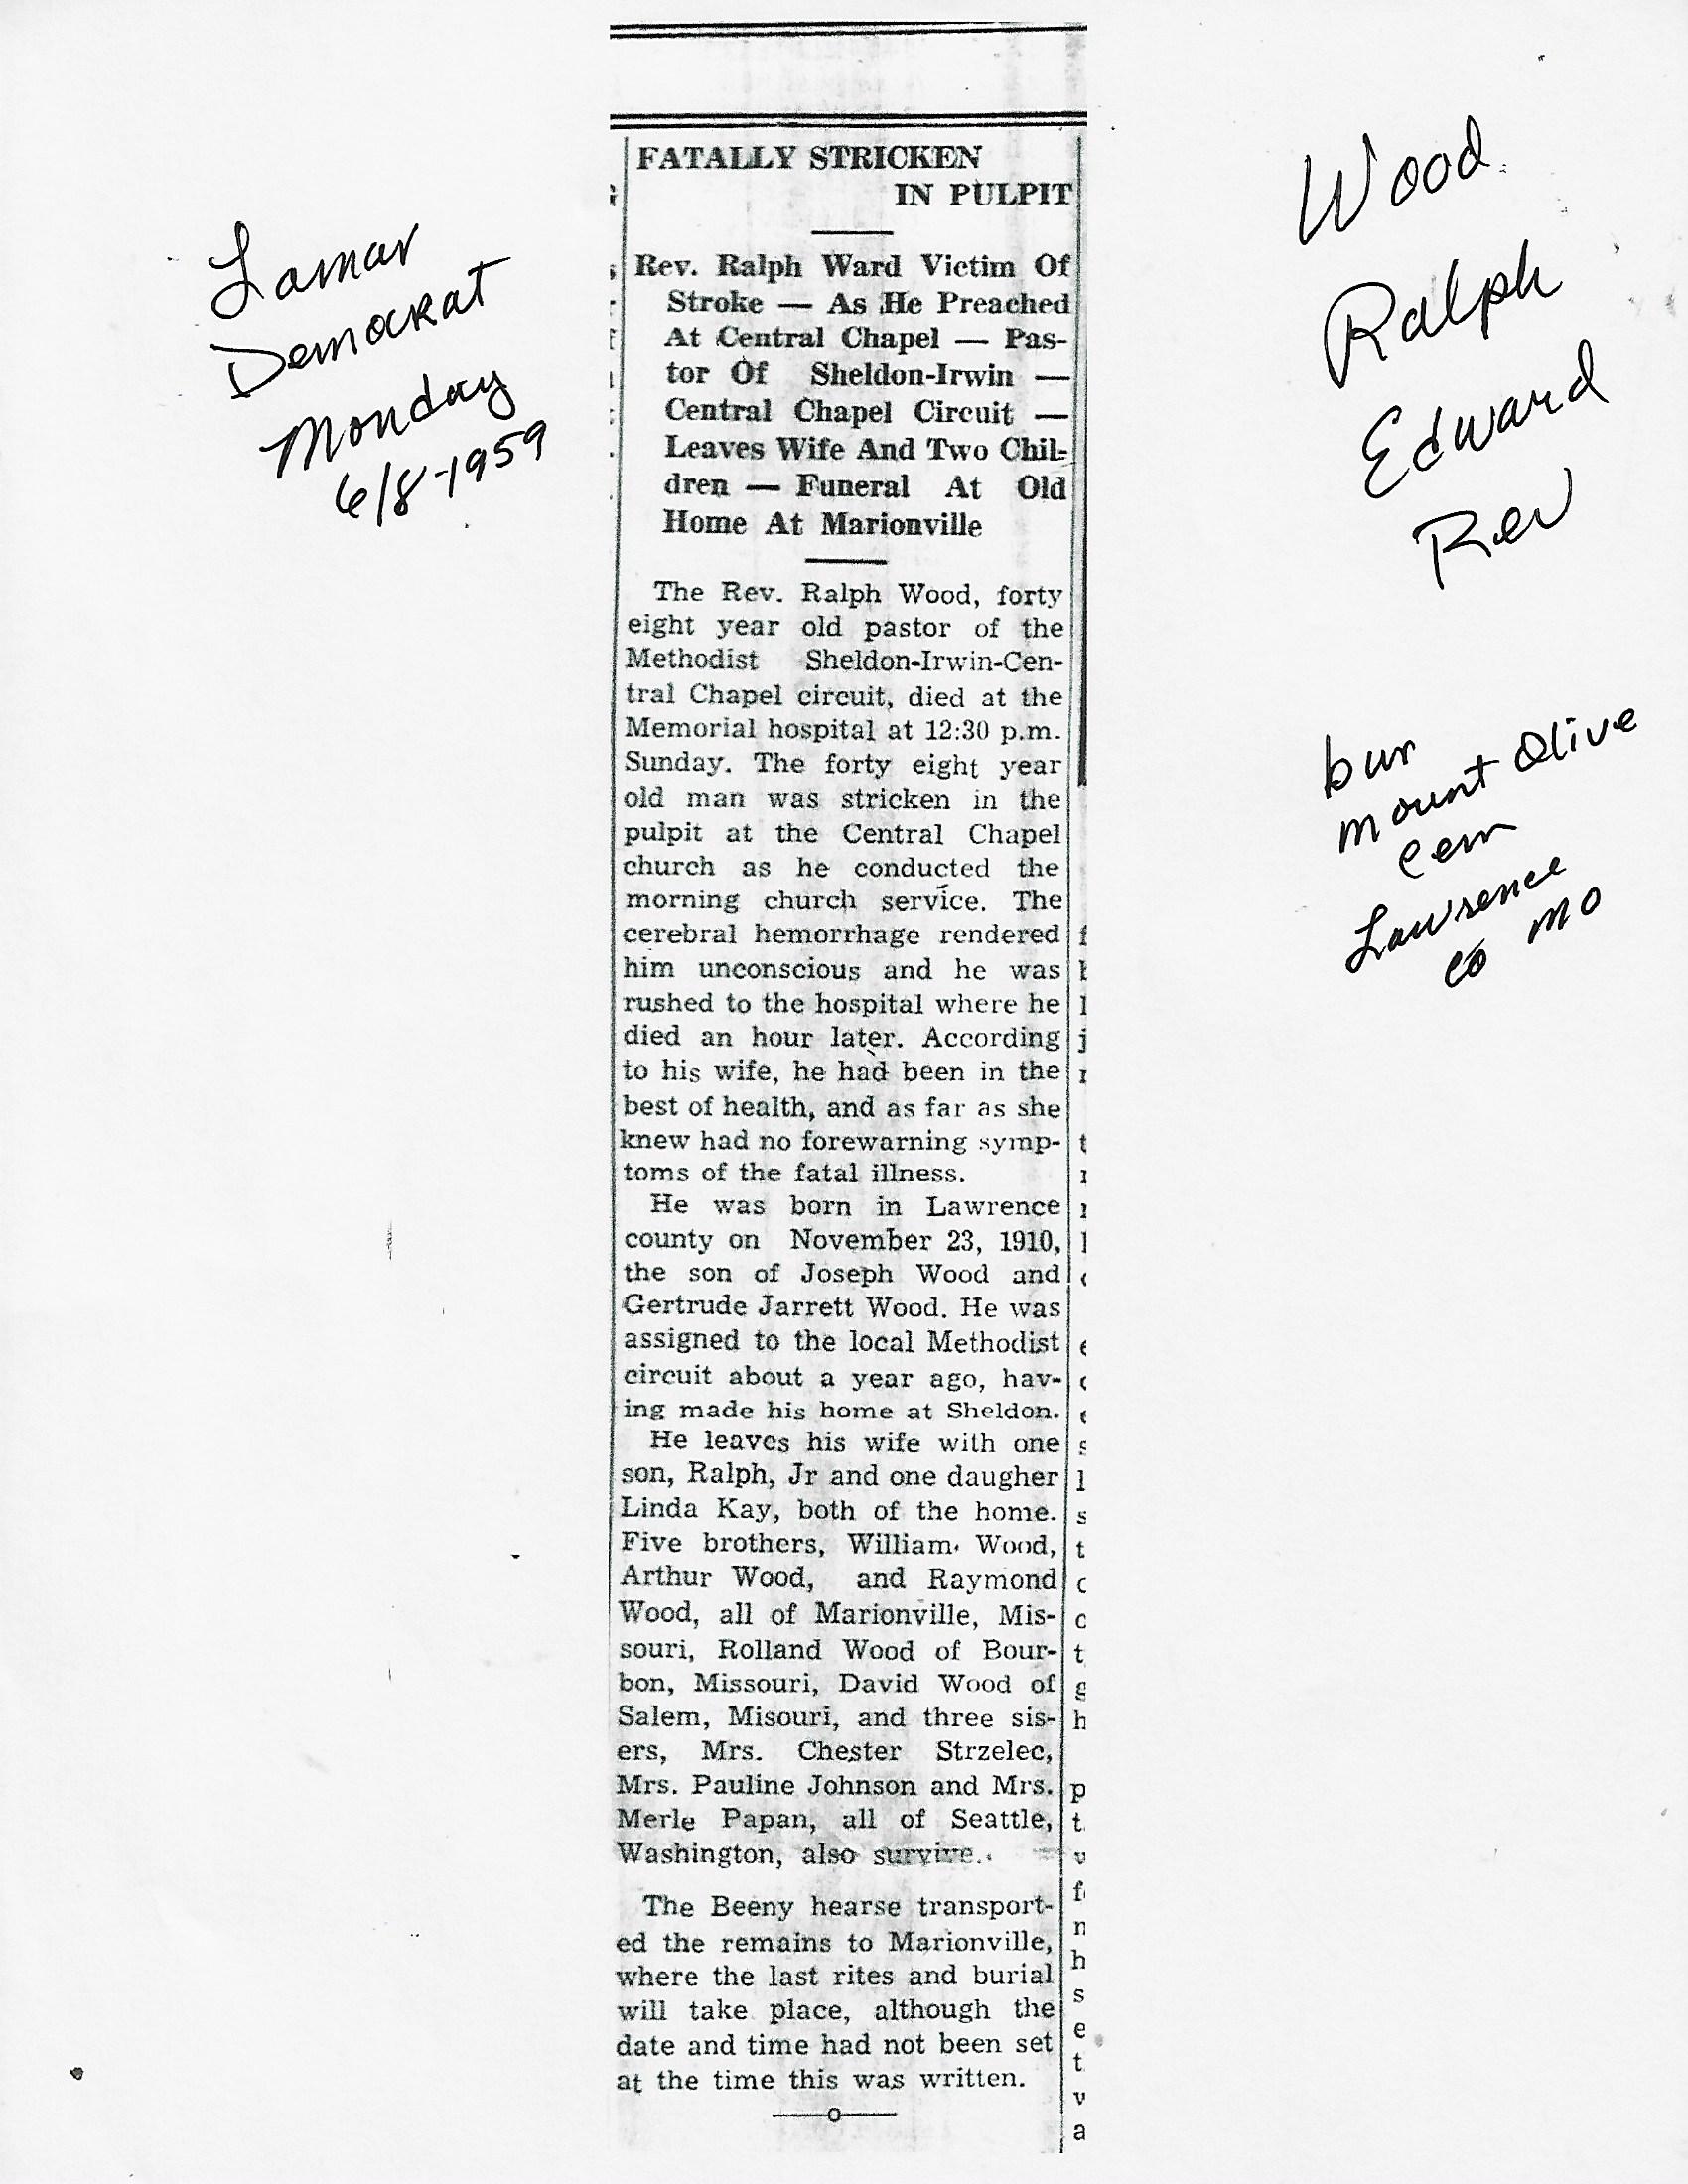 Lamar
Democrat
Monday
6/8-1959
FATALLY STRICKEN
IN PULPIT
Rev. Ralph Ward Victim Of
Stroke — As He Preached
At Central Chapel — Pas-
tor Of Sheldon-Irwin —
Central Chapel Circuit —
Leaves Wife And Two Chil-
dren — Funeral At Old
Home At Marionville
The Rev. Ralph Wood, forty
eight year old pastor of the
Methodist Sheldon-Irwin-Cen-
tral Chapel circuit, died at the
Memorial hospital at 12:30 p.m.
Sunday. The forty eight year
old man was stricken in the
pulpit at the Central Chapel
church as he conducted the
morning church service. The
cerebral hemorrhage rendered
him unconscious and he was
rushed to the hospital where he
died an hour later. According
to his wife, he had been in the
best of health, and as far as she
knew had no forewarning symp-
toms of the fatal illness.
He was born in Lawrence
county on November 23, 1910,
the son of Joseph Wood and
Gertrude Jarrett Wood. He was
assigned to the local Methodist
circuit about a year ago, hav-
ing made his home at Sheldon.
He leaves his wife with one
son, Ralph, Jr and one daugher
Linda Kay, both of the home.
Five brothers, William Wood,
Arthur Wood, and Raymond
Wood, all of Marionville, Mis-
souri, Rolland Wood of Bour-
bon, Missouri, David Wood of
Salem, Misouri, and three sis-
ers, Mrs. Chester Strzelec,
Mrs. Pauline Johnson and Mrs.
Merle Papan, all of Seattle,
Washington, also survive.
The Beeny hearse transport-
ed the remains to Marionville,
where the last rites and burial
will take place, although the
date and time had not been set
at the time this was written.
Wood
Ralph
Edward
Rev
bur
Mount Olive
Cem
Lawrence
Co Mo